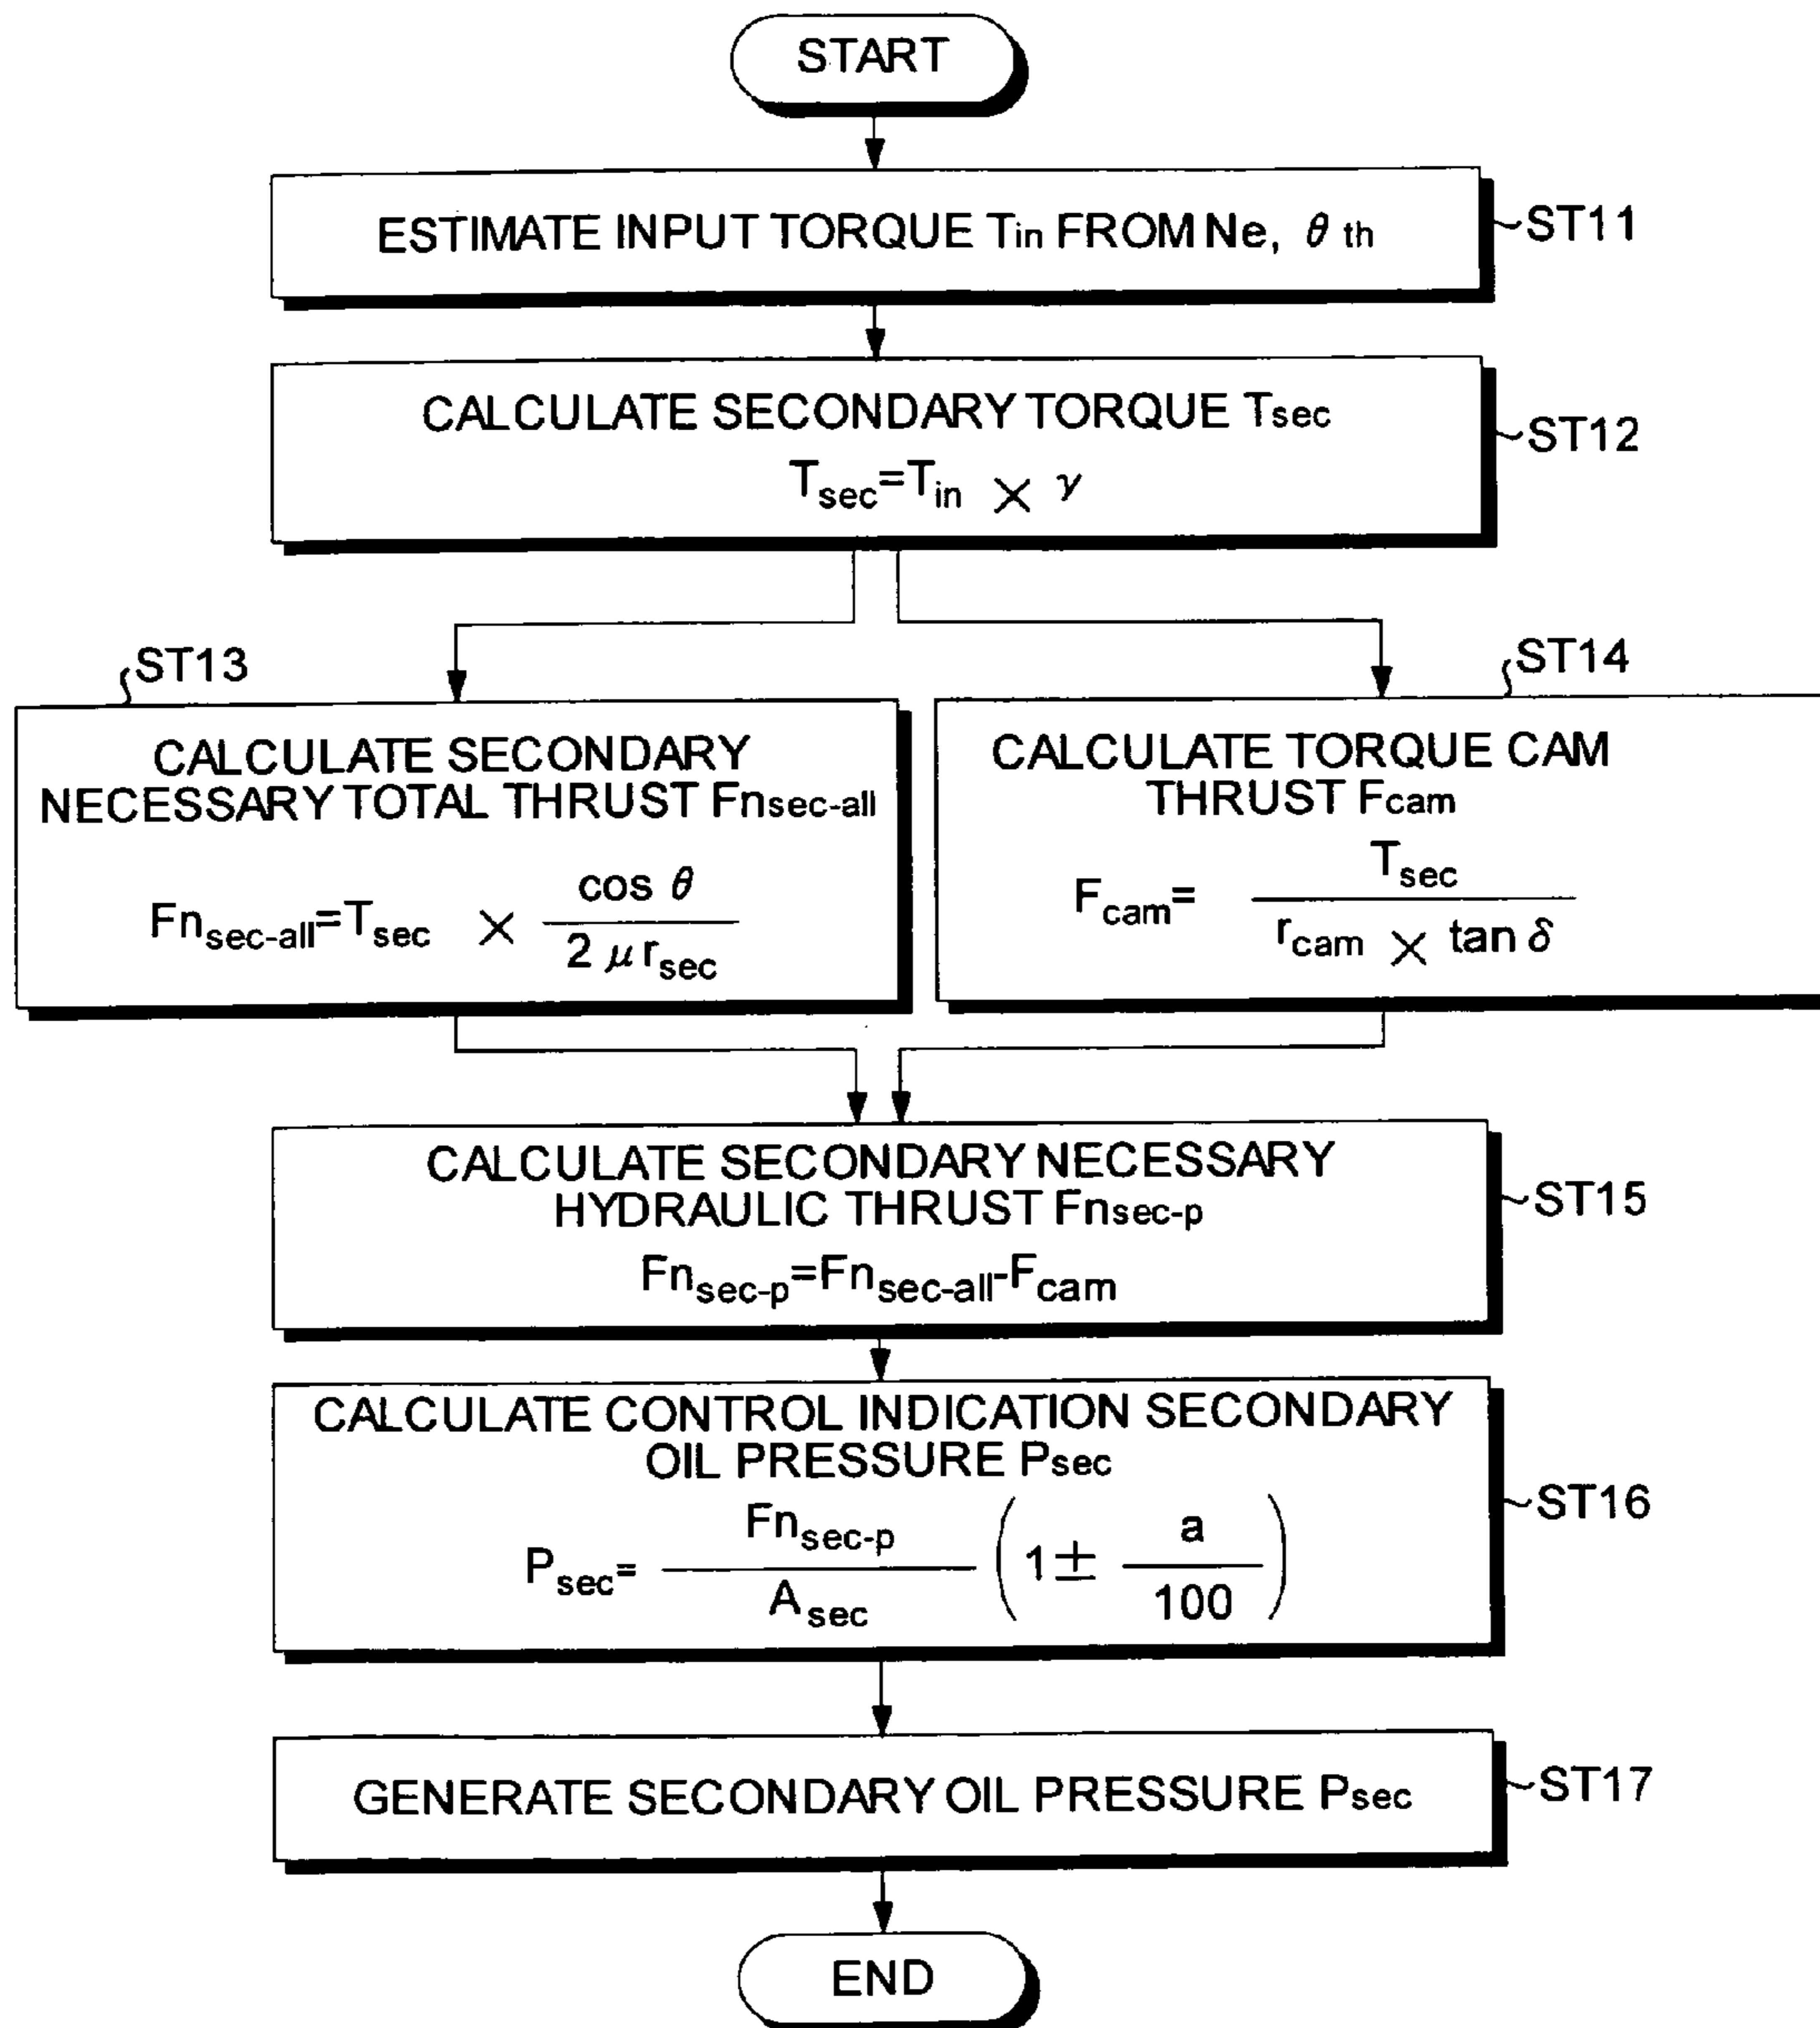 START
ESTIMATE INPUT TORQUE Tin FROM Ne, θ th
ST11
CALCULATE SECONDARY TORQUE Tsec
Tsec=Tin × γ
ST12
ST13
CALCULATE SECONDARY
NECESSARY TOTAL THRUST Fnsec-all
Fnsec-all=Tsec × cos θ / 2 μ rsec
ST14
CALCULATE TORQUE CAM
THRUST Fcam
Fcam= Tsec / rcam × tan δ
CALCULATE SECONDARY NECESSARY
HYDRAULIC THRUST Fnsec-p
Fnsec-p=Fnsec-all-Fcam
ST15
CALCULATE CONTROL INDICATION SECONDARY
OIL PRESSURE Psec
Psec= Fnsec-p / Asec (1± a / 100)
ST16
GENERATE SECONDARY OIL PRESSURE Psec
ST17
END